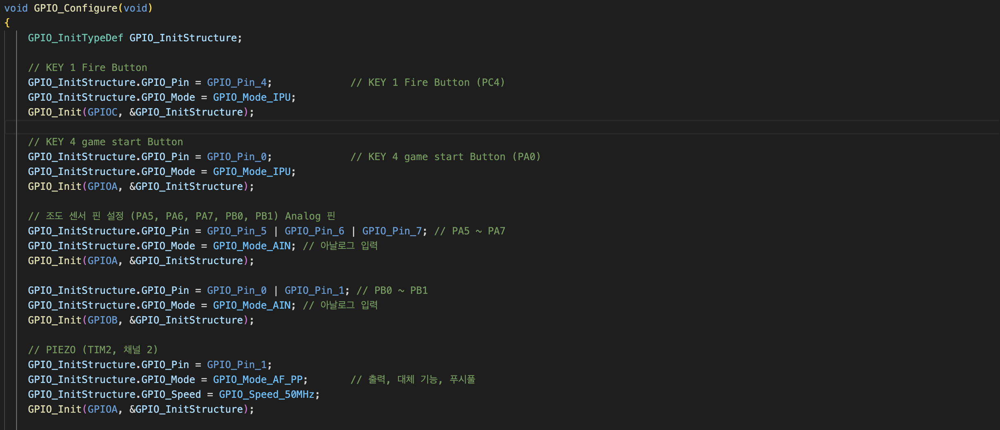 void GPIO_Configure(void)
{
    GPIO_InitTypeDef GPIO_InitStructure;
    // KEY 1 Fire Button
    GPIO_InitStructure.GPIO_Pin = GPIO_Pin_4;             // KEY 1 Fire Button (PC4)
    GPIO_InitStructure.GPIO_Mode = GPIO_Mode_IPU;
    GPIO_Init(GPIOC, &GPIO_InitStructure);
    // KEY 4 game start Button
    GPIO_InitStructure.GPIO_Pin = GPIO_Pin_0;             // KEY 4 game start Button (PA0)
    GPIO_InitStructure.GPIO_Mode = GPIO_Mode_IPU;
    GPIO_Init(GPIOA, &GPIO_InitStructure);
    // 조도 센서 핀 설정 (PA5, PA6, PA7, PB0, PB1) Analog 핀
    GPIO_InitStructure.GPIO_Pin = GPIO_Pin_5 | GPIO_Pin_6 | GPIO_Pin_7; // PA5 ~ PA7
    GPIO_InitStructure.GPIO_Mode = GPIO_Mode_AIN; // 아날로그 입력
    GPIO_Init(GPIOA, &GPIO_InitStructure);
    GPIO_InitStructure.GPIO_Pin = GPIO_Pin_0 | GPIO_Pin_1; // PB0 ~ PB1
    GPIO_InitStructure.GPIO_Mode = GPIO_Mode_AIN; // 아날로그 입력
    GPIO_Init(GPIOB, &GPIO_InitStructure);
    // PIEZO (TIM2, 채널 2)
    GPIO_InitStructure.GPIO_Pin = GPIO_Pin_1;
    GPIO_InitStructure.GPIO_Mode = GPIO_Mode_AF_PP;       // 출력, 대체 기능, 푸시풀
    GPIO_InitStructure.GPIO_Speed = GPIO_Speed_50MHz;
    GPIO_Init(GPIOA, &GPIO_InitStructure);